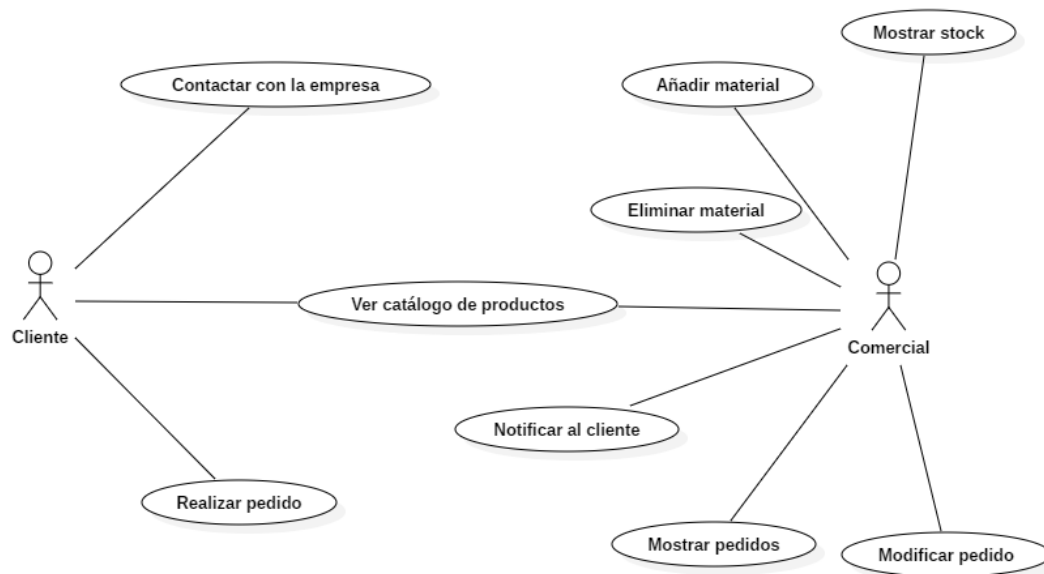 Mostrar stock
Contactar con la empresa
Añadir material
Eliminar material
Ver catálogo de productos
Cliente
Comercial
Notificar al cliente
Realizar pedido
Mostrar pedidos
Modificar pedido